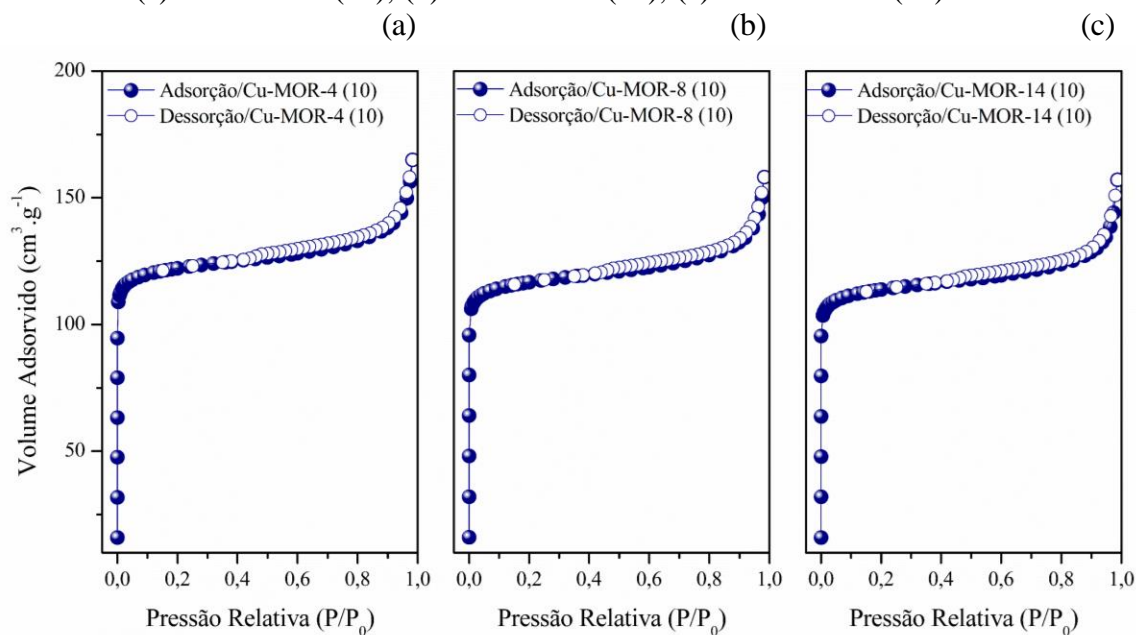 (a) (b) (c)
200
150
100
50
Volume Adsorvido (cm³.g⁻¹)
Adsorção/Cu-MOR-4 (10)
Dessorção/Cu-MOR-4 (10)
0,0 0,2 0,4 0,6 0,8 1,0
Pressão Relativa (P/P₀)
Adsorção/Cu-MOR-8 (10)
Dessorção/Cu-MOR-8 (10)
0,0 0,2 0,4 0,6 0,8 1,0
Pressão Relativa (P/P₀)
Adsorção/Cu-MOR-14 (10)
Dessorção/Cu-MOR-14 (10)
0,0 0,2 0,4 0,6 0,8 1,0
Pressão Relativa (P/P₀)